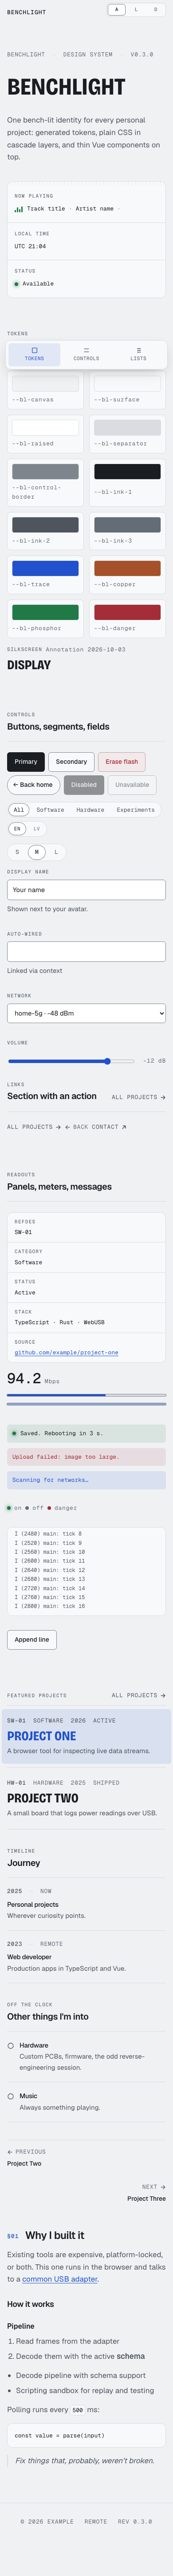 BENCHLIGHT
A L D
BENCHLIGHT DESIGN SYSTEM V0.3.0
BENCHLIGHT
One bench-lit identity for every personal
project: generated tokens, plain CSS in
cascade layers, and thin Vue components on
top.
NOW PLAYING
Track title · Artist name ·
LOCAL TIME
UTC 21:04
STATUS
Available
TOKENS
TOKENS CONTROLS LISTS
--bl-canvas --bl-surface
--bl-raised --bl-separator
--bl-control-
border
--bl-ink-1
--bl-ink-2 --bl-ink-3
--bl-trace --bl-copper
--bl-phosphor --bl-danger
SILKSCREEN Annotation 2026-10-03
DISPLAY
CONTROLS
Buttons, segments, fields
Primary Secondary Error flash
← Back home Disabled Unavailable
All Software Hardware Experiments
EN LV
S M L
DISPLAY NAME
Your name
Shown next to your avatar.
AUTO-WIRED
Linked via context
NETWORK
home-5g · -48 dBm
VOLUME
-12 dB
LINKS
Section with an action ALL PROJECTS →
ALL PROJECTS → ← BACK CONTACT ↗
READOUTS
Panels, meters, messages
REFDES
SW-01
CATEGORY
Software
STATUS
Active
STACK
TypeScript · Rust · WebUSB
SOURCE
github.com/example/project-one
94.2 Mbps
Saved. Rebooting in 3 s.
Upload failed: image too large.
Scanning for networks…
on off danger
I (2480) main: tick 8
I (2520) main: tick 9
I (2560) main: tick 10
I (2600) main: tick 11
I (2640) main: tick 12
I (2680) main: tick 13
I (2720) main: tick 14
I (2760) main: tick 15
I (2800) main: tick 16
Append line
FEATURED PROJECTS ALL PROJECTS →
SW-01 SOFTWARE 2026 ACTIVE
PROJECT ONE
A browser tool for inspecting live data streams.
HW-01 HARDWARE 2025 SHIPPED
PROJECT TWO
A small board that logs power readings over USB.
TIMELINE
Journey
2025 NOW
Personal projects
Wherever curiosity points.
2023 REMOTE
Web developer
Production apps in TypeScript and Vue.
OFF THE CLOCK
Other things I'm into
Hardware
Custom PCBs, firmware, the odd reverse-
engineering session.
Music
Always something playing.
← PREVIOUS
Project Two
NEXT →
Project Three
§01 Why I built it
Existing tools are expensive, platform-locked,
or both. This one runs in the browser and talks
to a common USB adapter.
How it works
Pipeline
1. Read frames from the adapter
2. Decode them with the active schema
• Decode pipeline with schema support
• Scripting sandbox for replay and testing
Polling runs every 500 ms:
const value = parse(input)
Fix things that, probably, weren't broken.
© 2026 EXAMPLE REMOTE REV 0.3.0